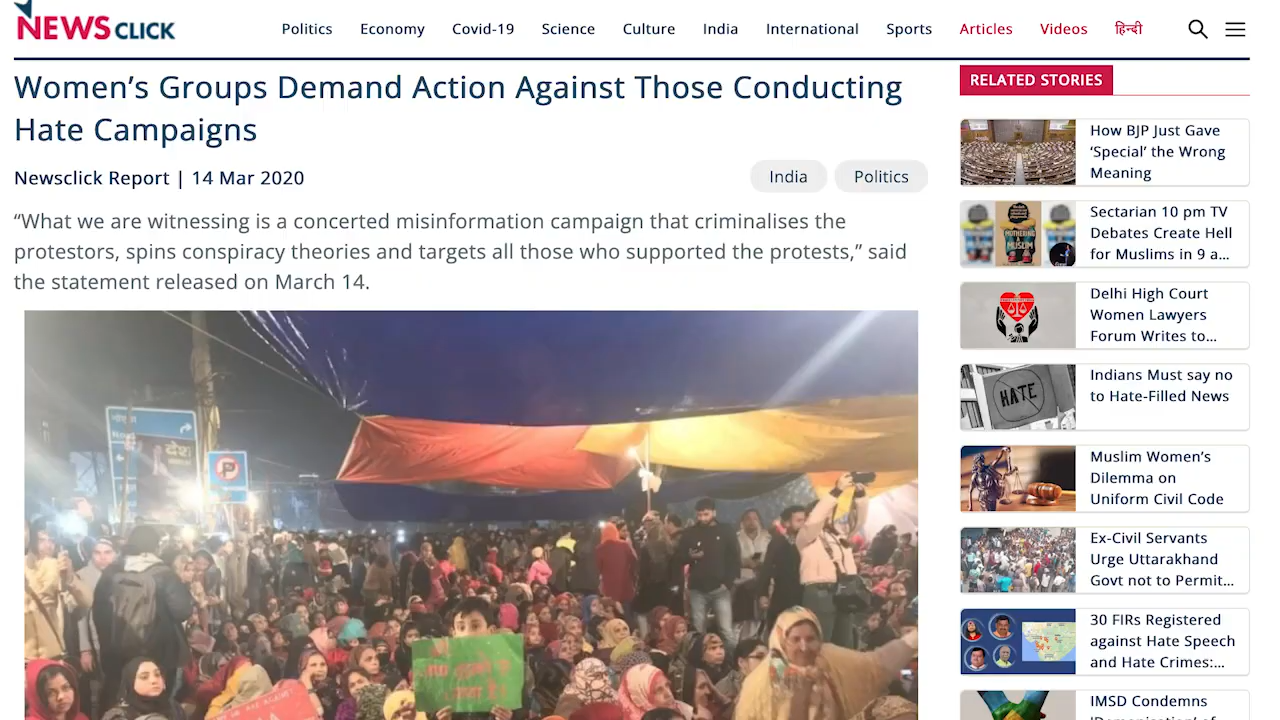 NEWS CLICK
Politics Economy Covid-19 Science Culture India International Sports Articles Videos हिन्दी
Women’s Groups Demand Action Against Those Conducting
Hate Campaigns
Newsclick Report | 14 Mar 2020
India Politics
“What we are witnessing is a concerted misinformation campaign that criminalises the
protestors, spins conspiracy theories and targets all those who supported the protests,” said
the statement released on March 14.
P
RELATED STORIES
How BJP Just Gave
‘Special’ the Wrong
Meaning
MOTHERING
MUSLIM
Sectarian 10 pm TV
Debates Create Hell
for Muslims in 9 a...
Delhi High Court
Women Lawyers
Forum Writes to...
HATE
Indians Must say no
to Hate-Filled News
Muslim Women’s
Dilemma on
Uniform Civil Code
Ex-Civil Servants
Urge Uttarakhand
Govt not to Permit...
30 FIRs Registered
against Hate Speech
and Hate Crimes:...
IMSD Condemns